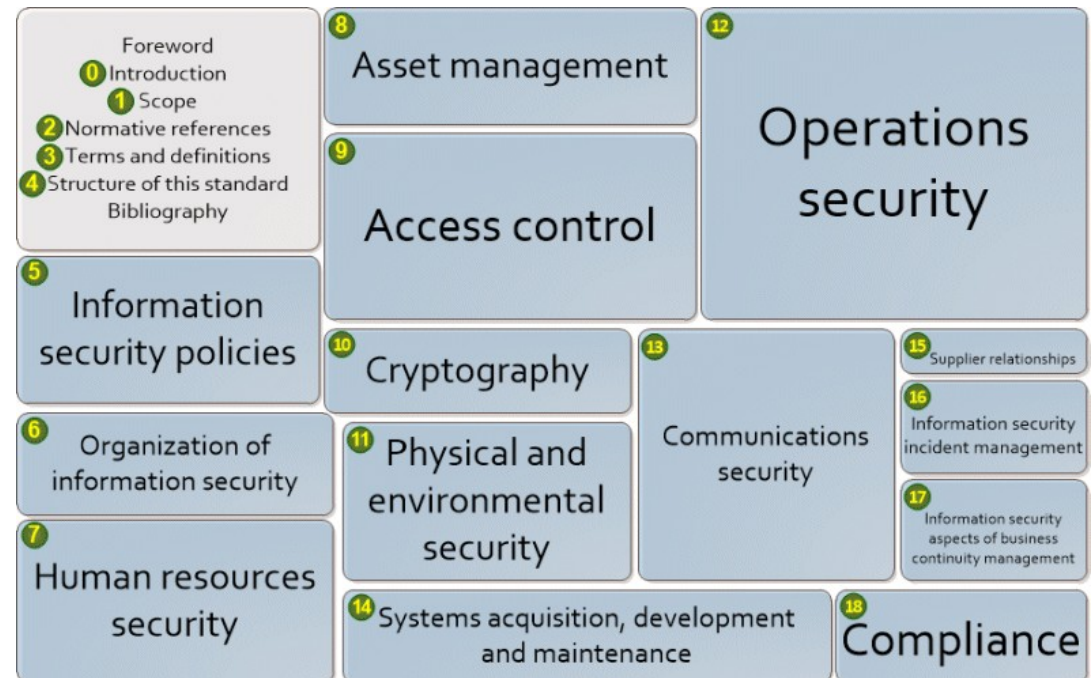 Foreword
0 Introduction
1 Scope
2 Normative references
3 Terms and definitions
4 Structure of this standard
Bibliography
5
Information
security policies
6
Organization of
information security
7
Human resources
security
8
Asset management
9
Access control
10
Cryptography
11
Physical and
environmental
security
12
Operations
security
13
Communications
security
14
Systems acquisition, development
and maintenance
15
Supplier relationships
16
Information security
incident management
17
Information security
aspects of business
continuity management
18
Compliance